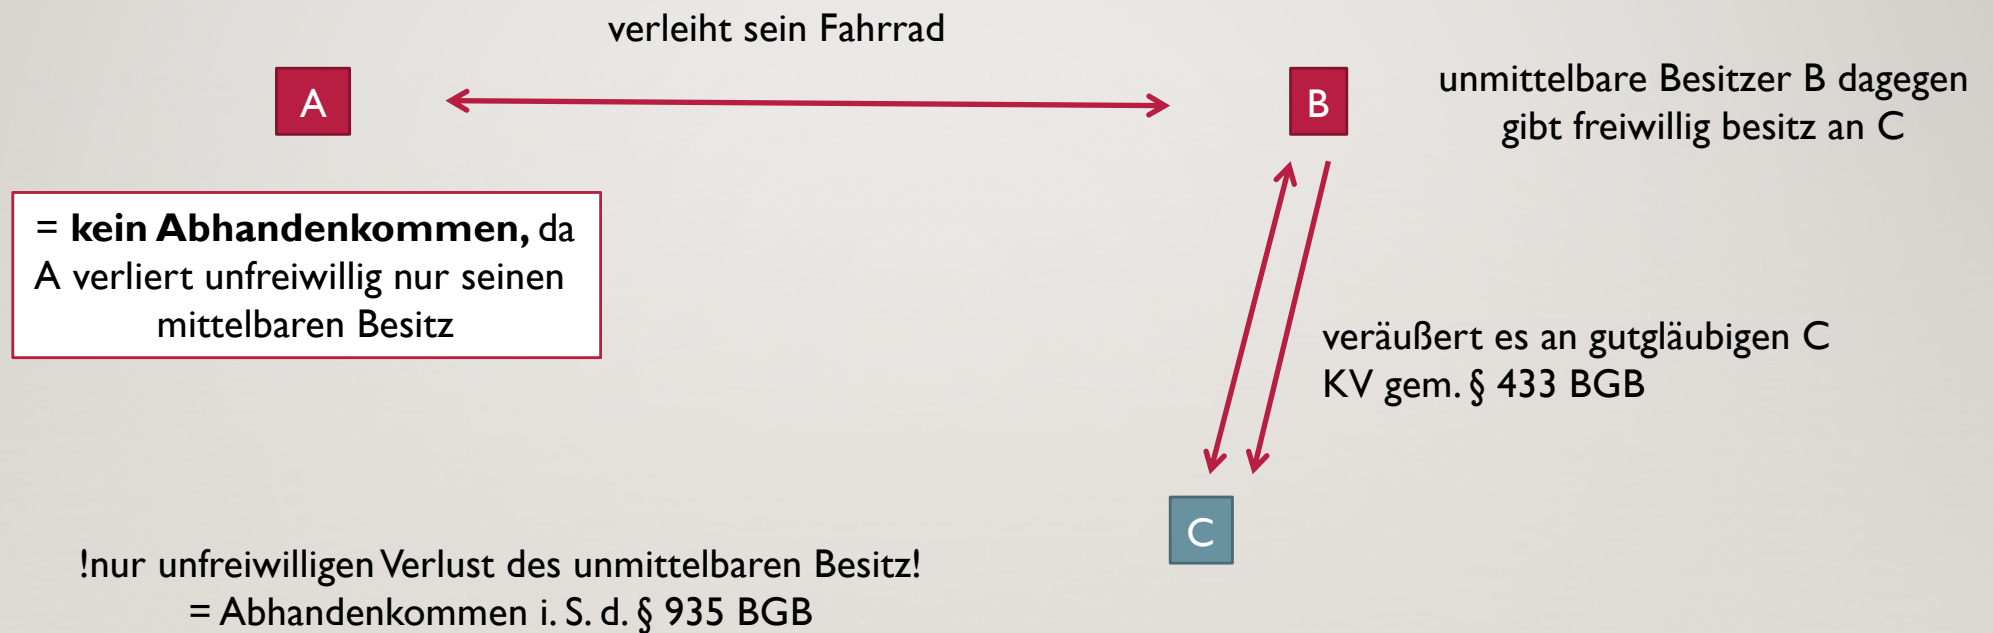 verleiht sein Fahrrad
A
B
unmittelbare Besitzer B dagegen
gibt freiwillig besitz an C
= kein Abhandenkommen, da
A verliert unfreiwillig nur seinen
mittelbaren Besitz
veräußert es an gutgläubigen C
KV gem. § 433 BGB
C
!nur unfreiwilligen Verlust des unmittelbaren Besitz!
= Abhandenkommen i. S. d. § 935 BGB